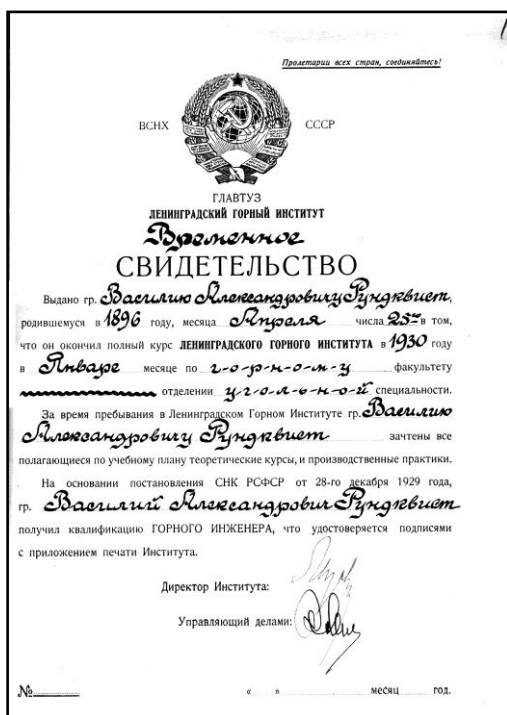 Пролетарии всех стран, соединяйтесь!
ВСНХ СССР
ГЛАВТУЗ
ЛЕНИНГРАДСКИЙ ГОРНЫЙ ИНСТИТУТ
Временное
СВИДЕТЕЛЬСТВО
Выдано гр. Василию Александровичу Рундквист,
родившемуся в 1896 году, месяца Апреля числа 25го в том,
что он окончил полный курс ЛЕНИНГРАДСКОГО ГОРНОГО ИНСТИТУТА в 1930 году
в Январе месяце по г-о-р-н-о-м-у факультету
отделении у-г-о-л-ь-н-о-й специальности.
За время пребывания в Ленинградском Горном Институте гр. Василию
Александровичу Рундквист зачтены все
полагающиеся по учебному плану теоретические курсы, и производственные практики.
На основании постановления СНК РСФСР от 28-го декабря 1929 года,
гр. Василий Александрович Рундквист
получил квалификацию ГОРНОГО ИНЖЕНЕРА, что удостоверяется подписями
с приложением печати Института.
Директор Института:
Управляющий делами:
№ « » месяц год.